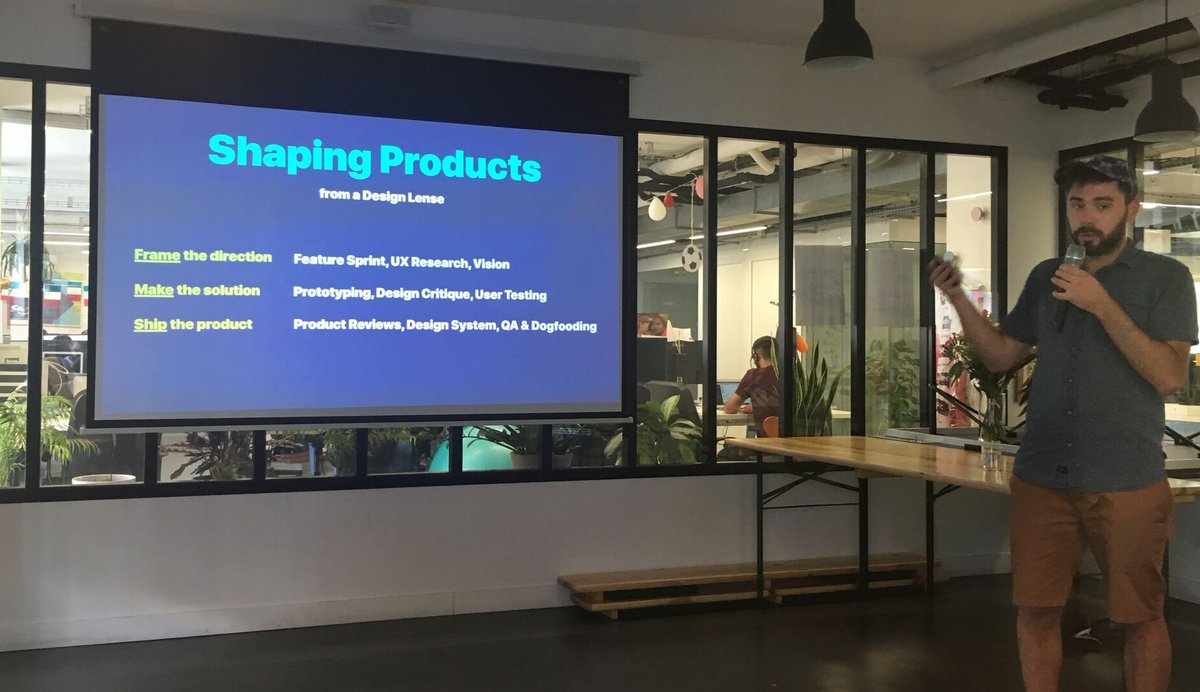 Shaping Products
from a Design Lense
Frame the direction Feature Sprint, UX Research, Vision
Make the solution Prototyping, Design Critique, User Testing
Ship the product Product Reviews, Design System, QA & Dogfooding